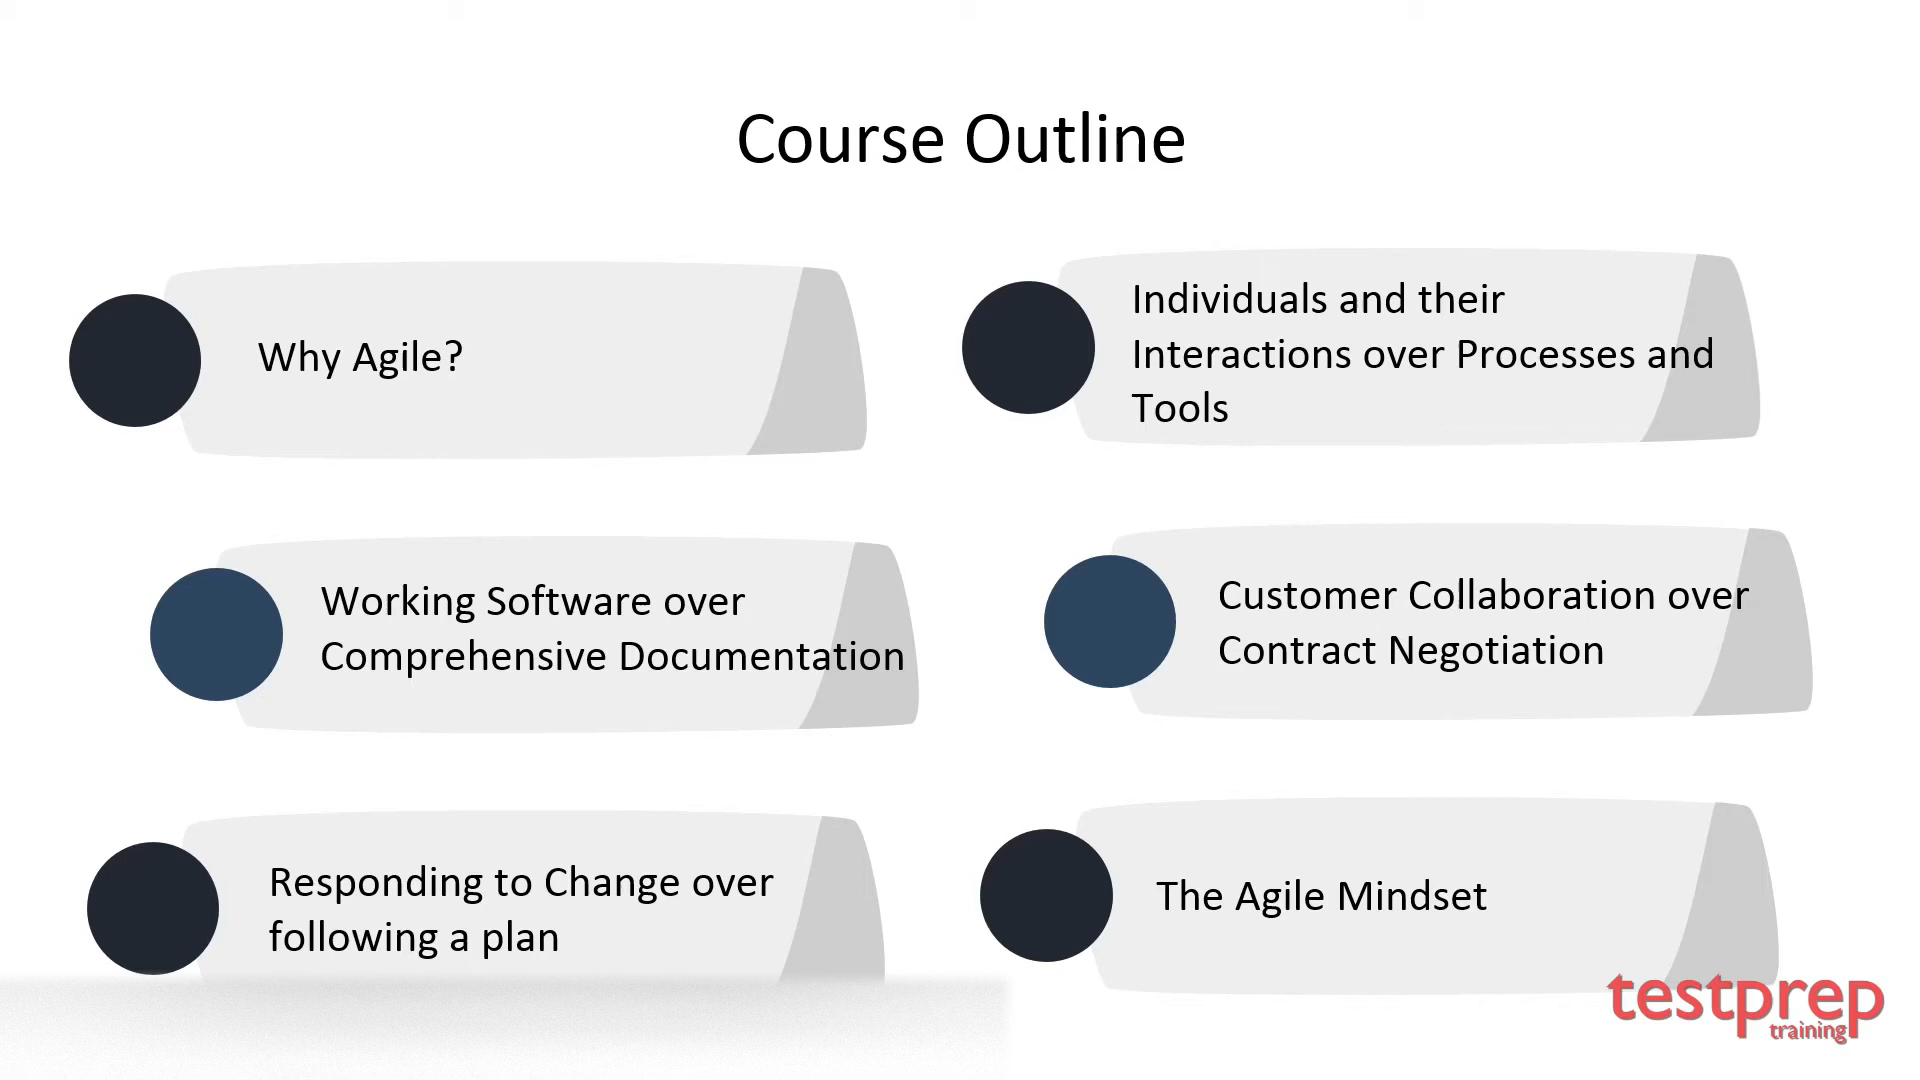 Course Outline
Why Agile?
Individuals and their
Interactions over Processes and
Tools
Working Software over
Comprehensive Documentation
Customer Collaboration over
Contract Negotiation
Responding to Change over
following a plan
The Agile Mindset
testprep
training